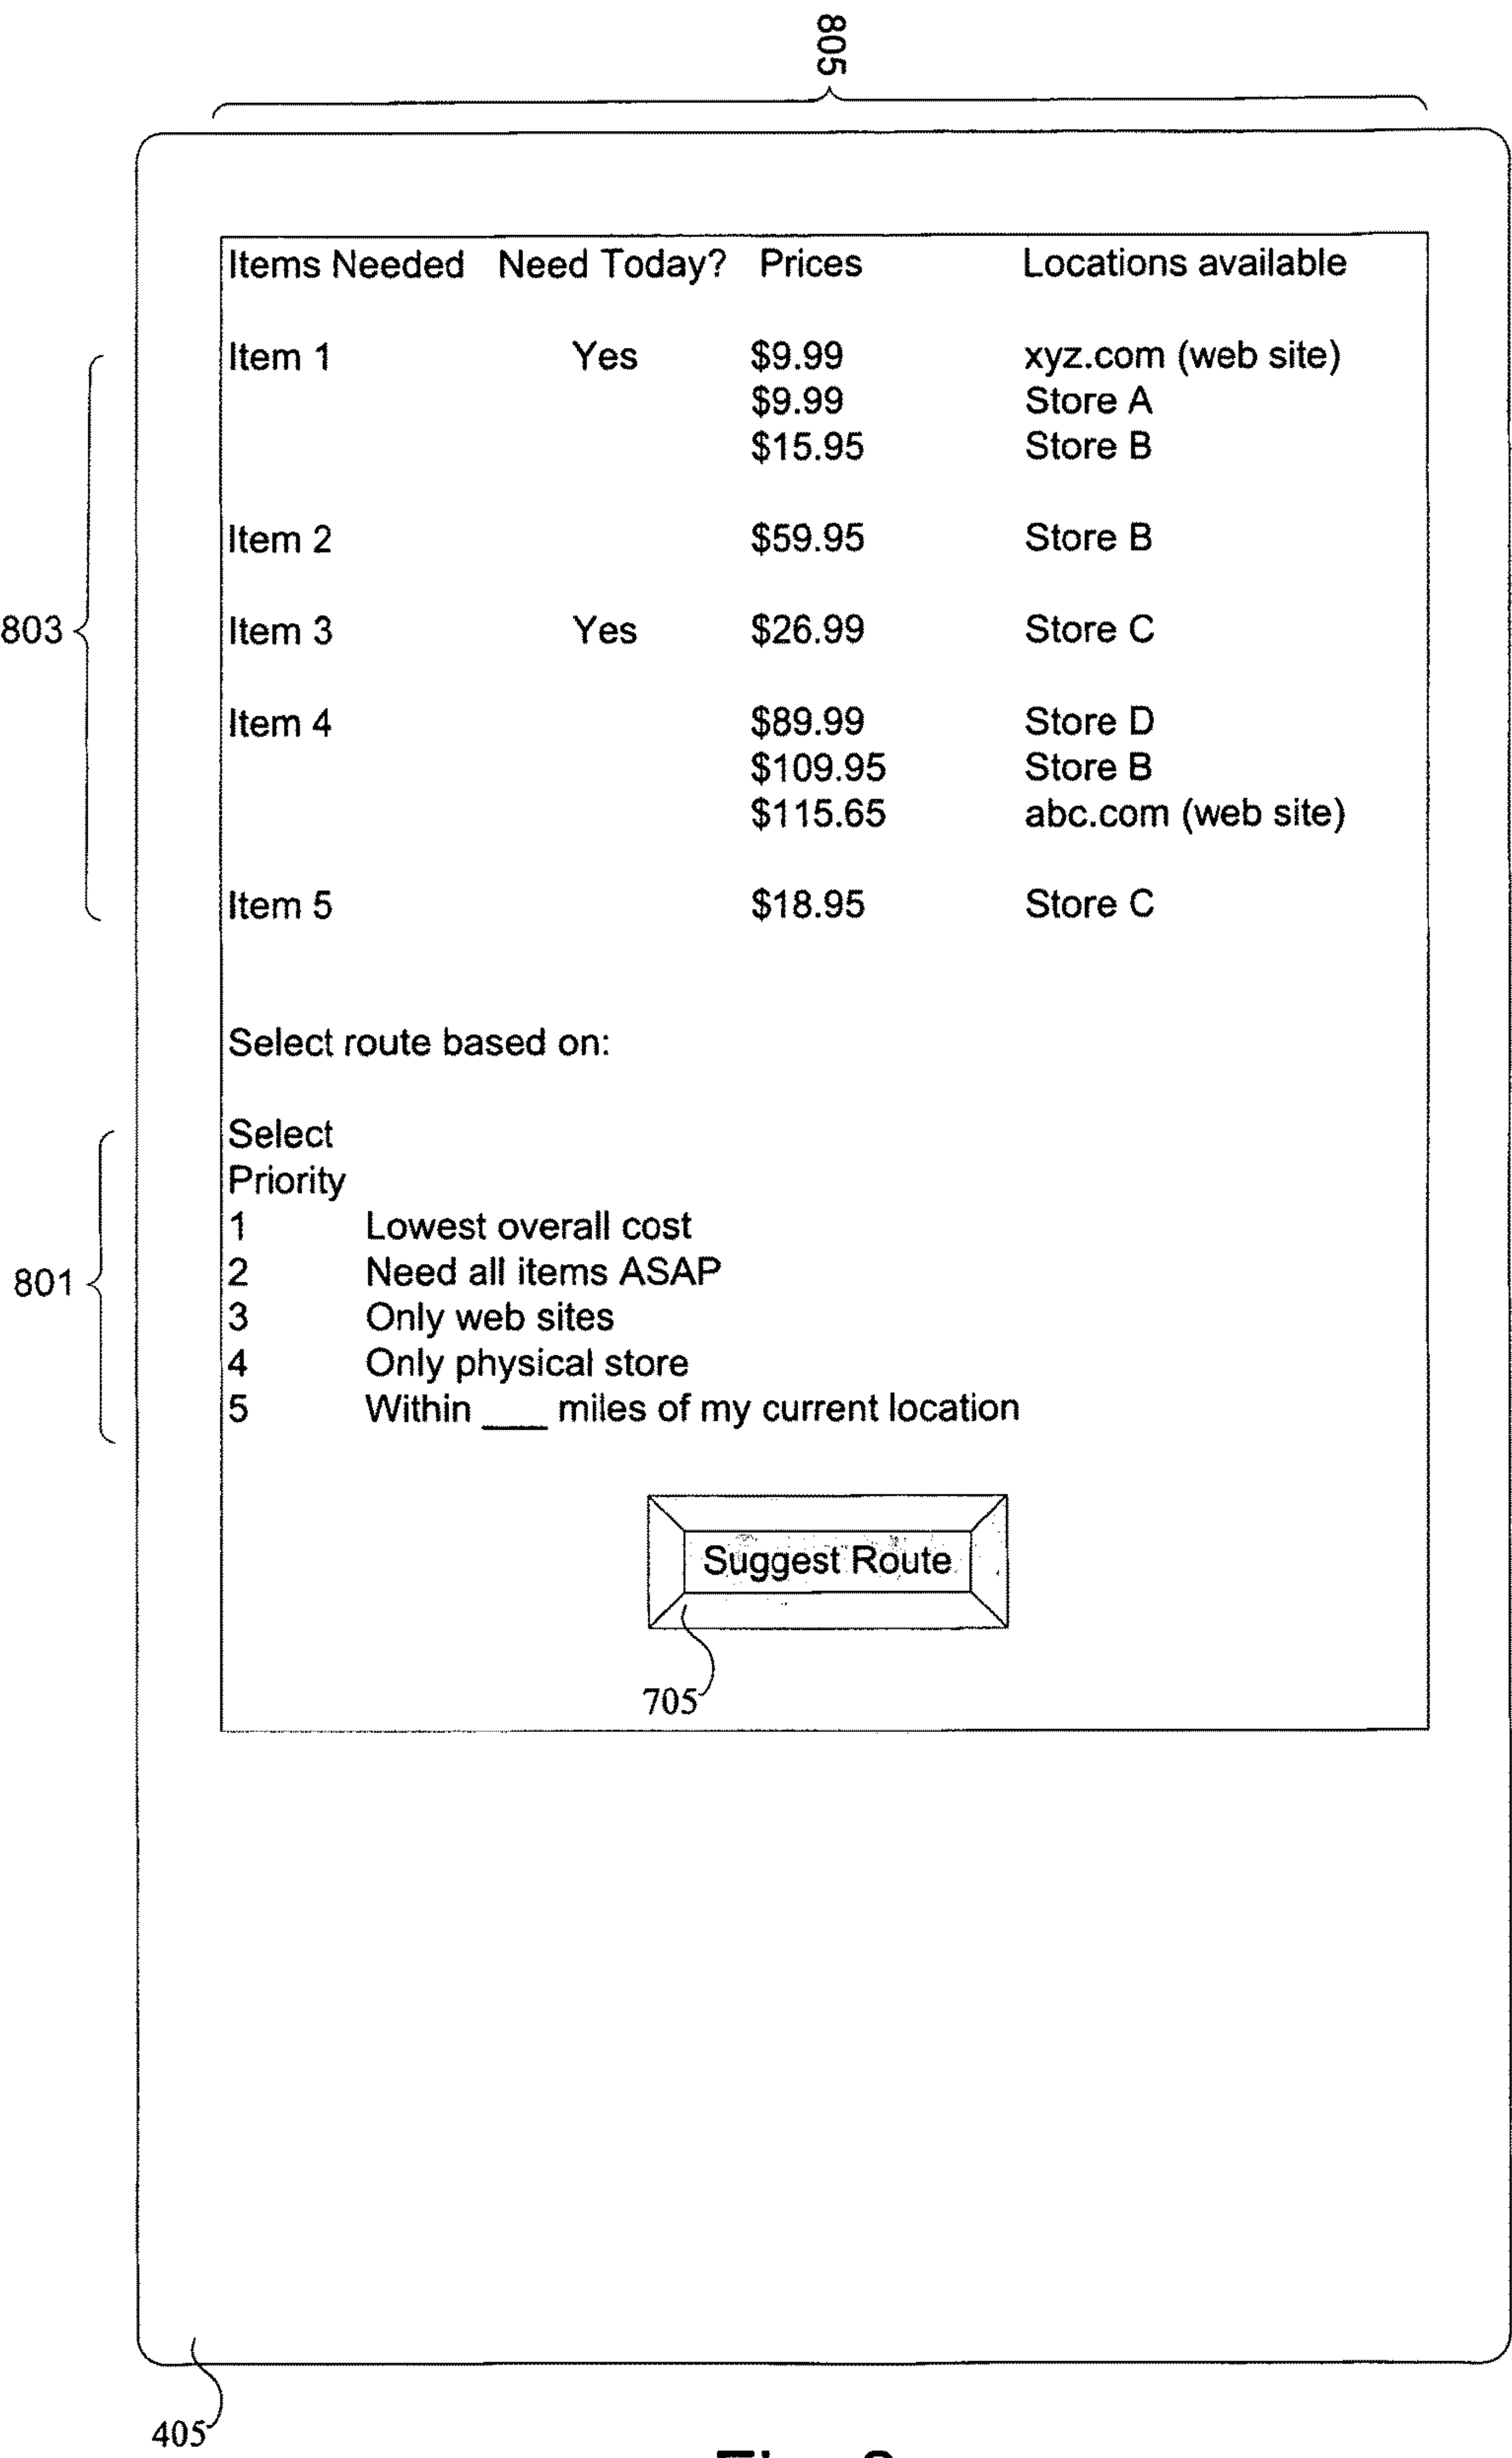 805
Items Needed Need Today? Prices Locations available
Item 1 Yes $9.99 xyz.com (web site)
$9.99 Store A
$15.95 Store B
Item 2 $59.95 Store B
803 Item 3 Yes $26.99 Store C
Item 4 $89.99 Store D
$109.95 Store B
$115.65 abc.com (web site)
Item 5 $18.95 Store C
Select route based on:
Select
Priority
1 Lowest overall cost
801 2 Need all items ASAP
3 Only web sites
4 Only physical store
5 Within ___ miles of my current location
Suggest Route
705
405